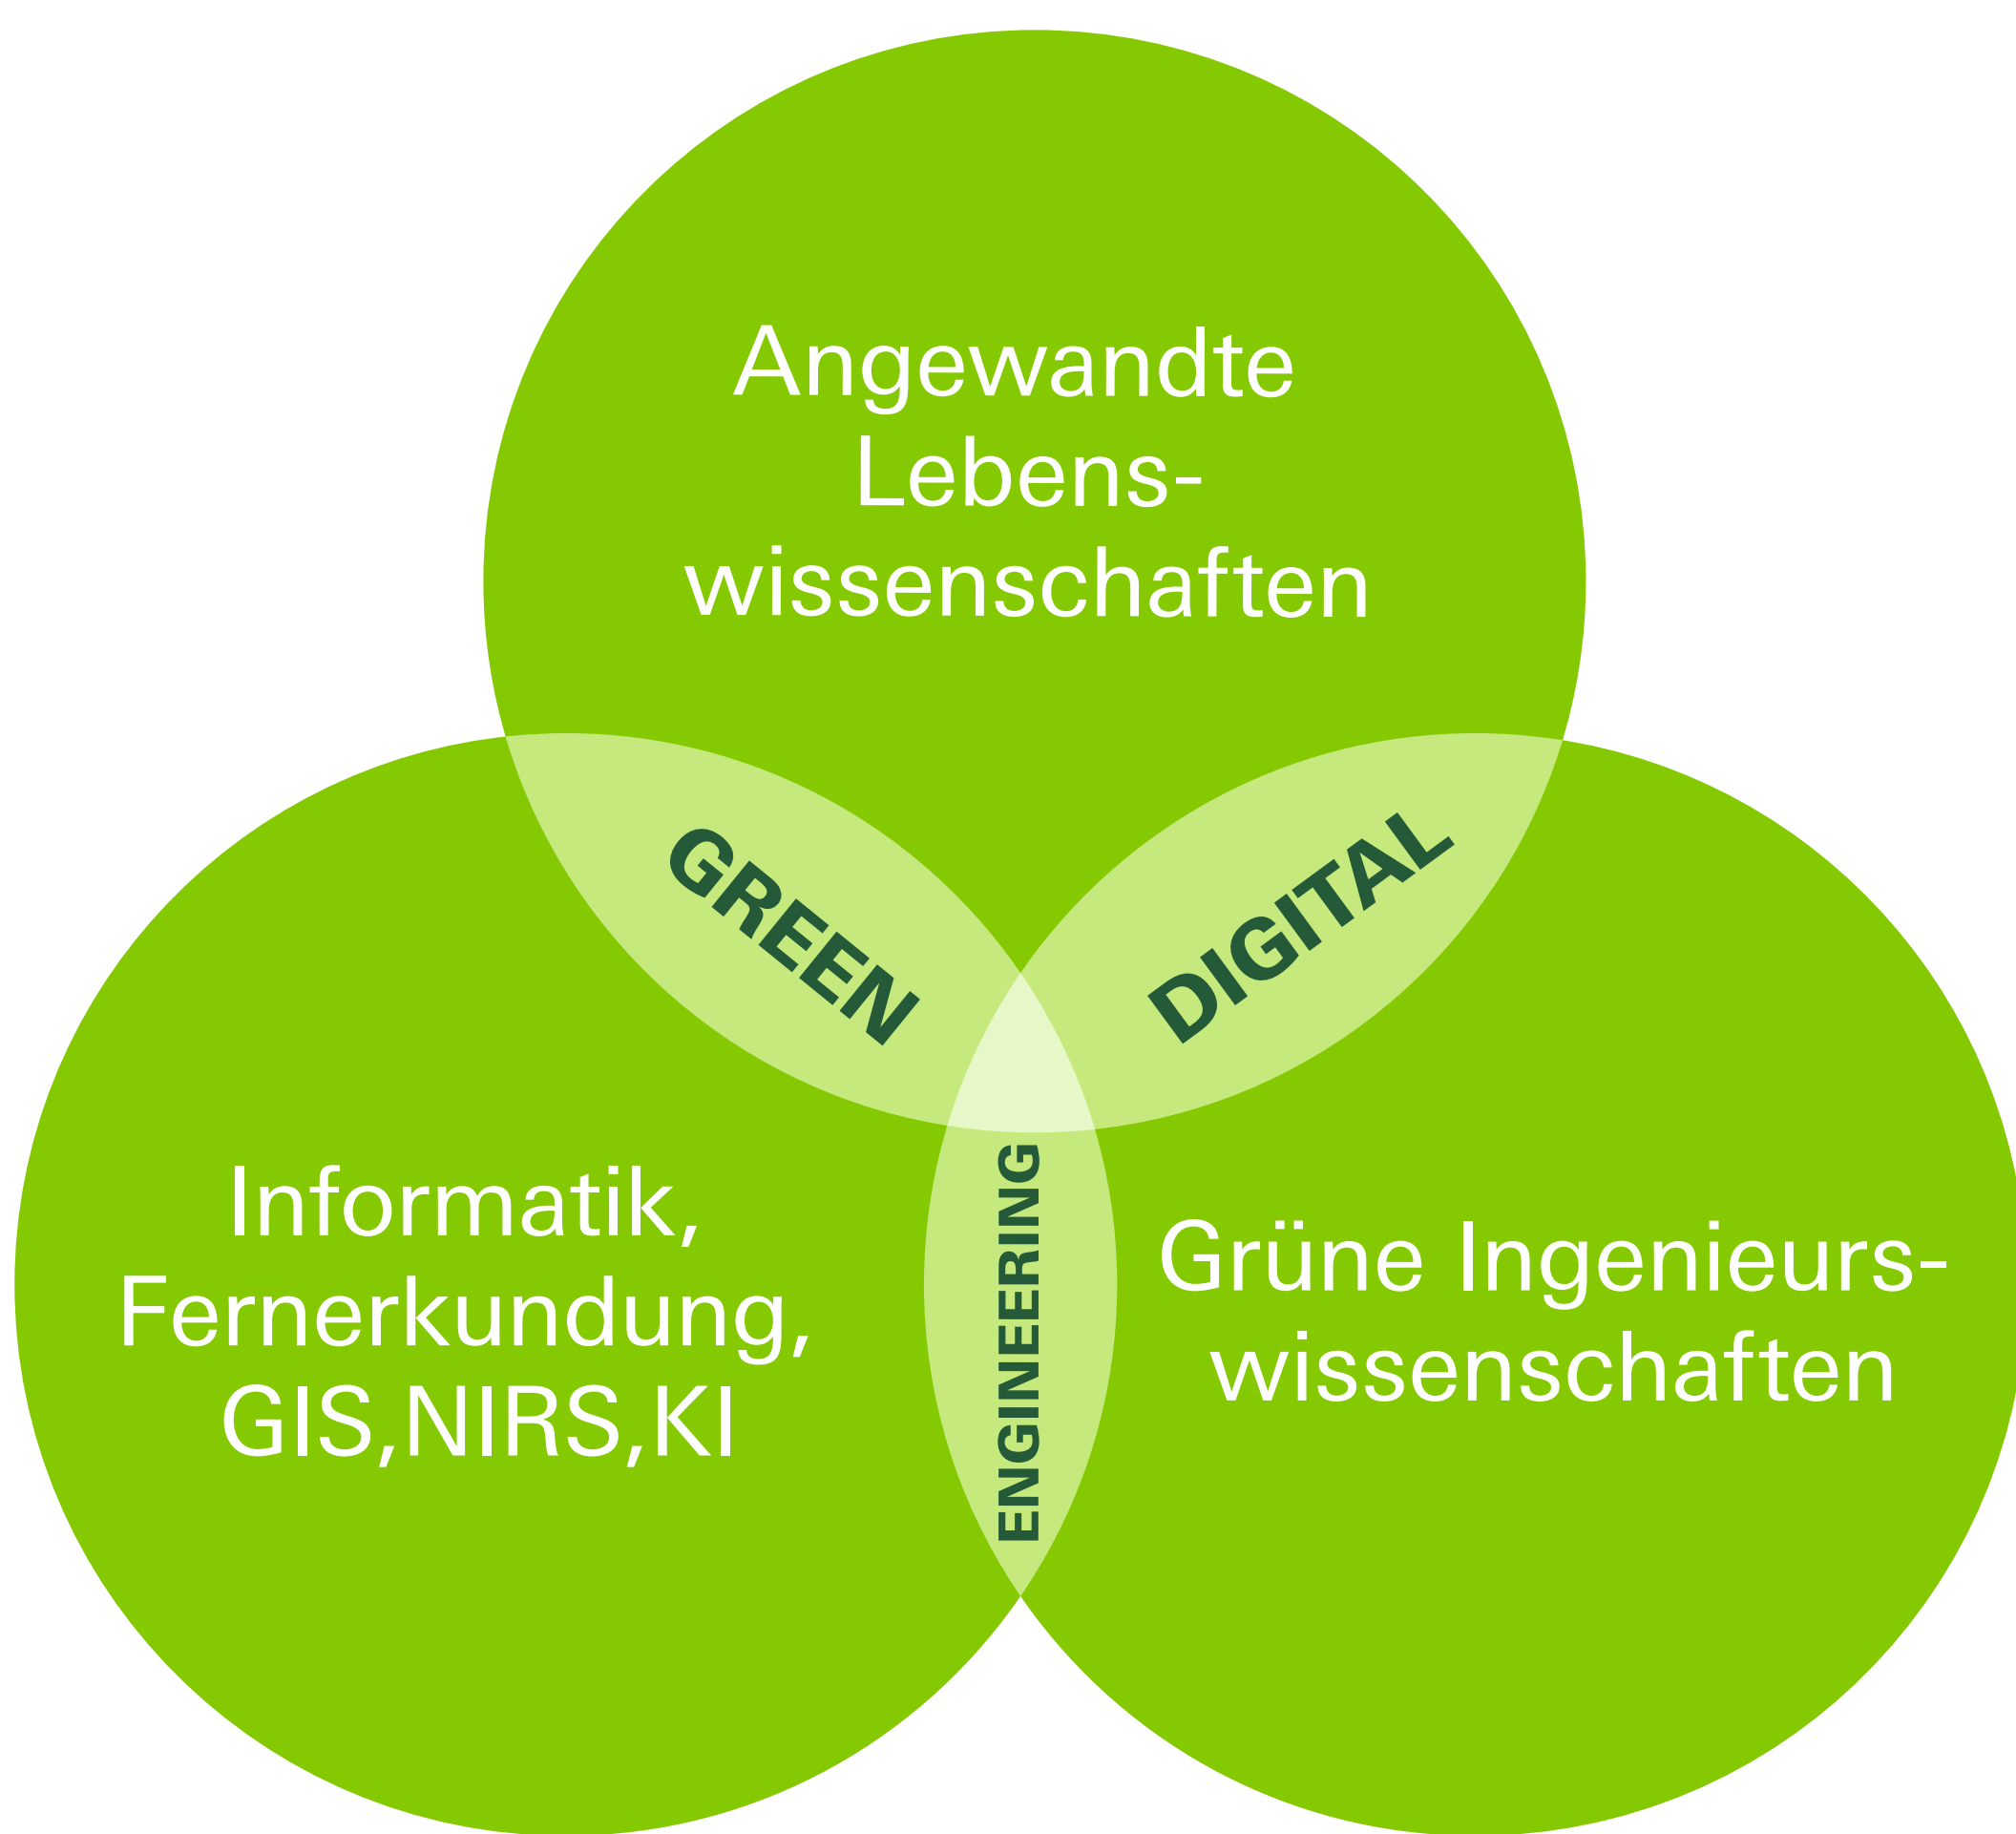 Angewandte
Lebens-
wissenschaften
GREEN
DIGITAL
ENGINEERING
Informatik,
Fernerkundung,
GIS,NIRS,KI
Grüne Ingenieurs-
wissenschaften